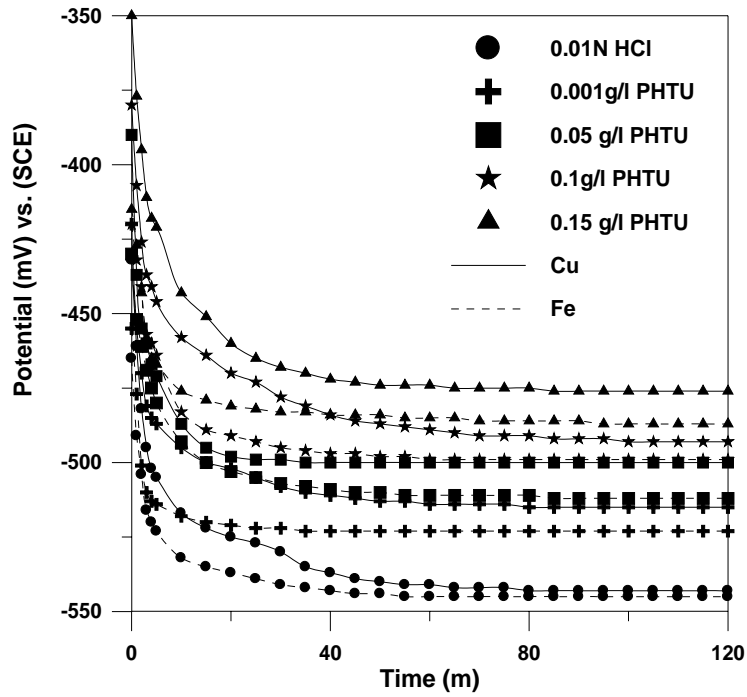 Potential (mV) vs. (SCE)
-350
-400
-450
-500
-550
0.01N HCl
0.001g/l PHTU
0.05 g/l PHTU
0.1g/l PHTU
0.15 g/l PHTU
Cu
Fe
0
40
80
120
Time (m)